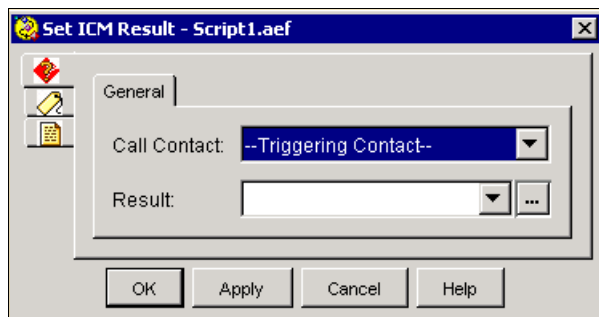 Set ICM Result - Script1.aef
General
Call Contact: --Triggering Contact--
Result: ...
OK Apply Cancel Help